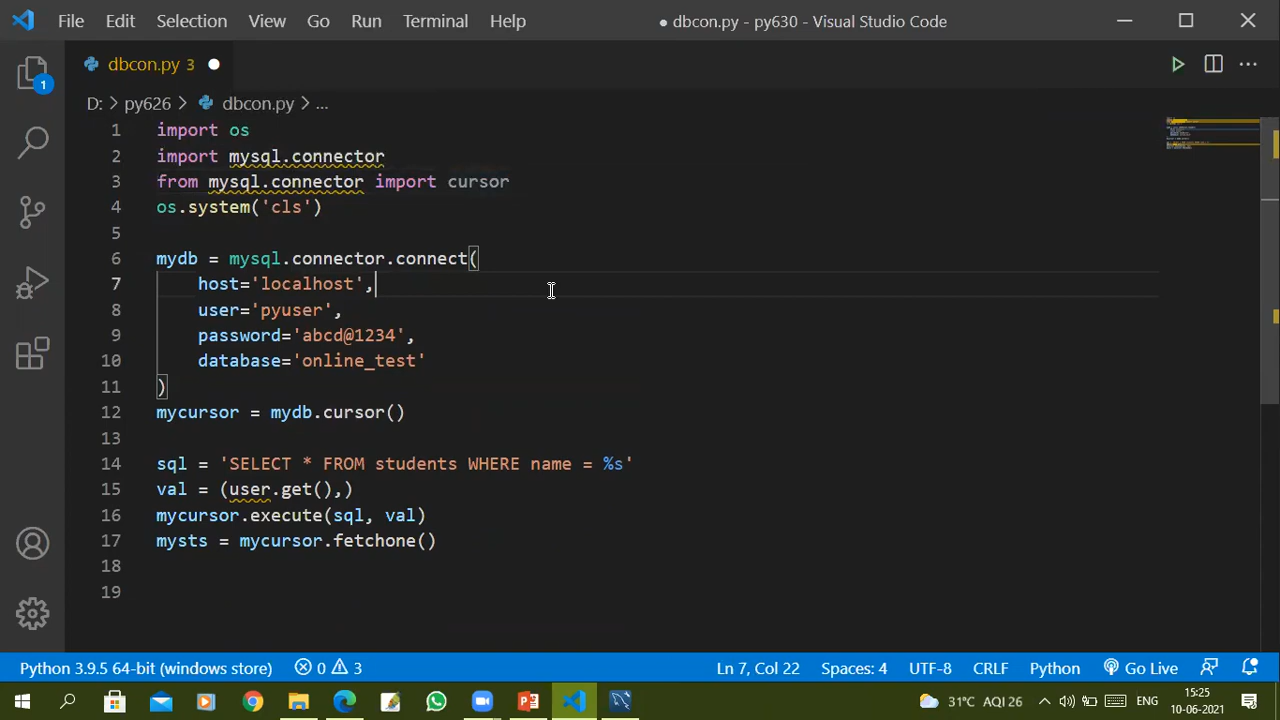 File Edit Selection View Go Run Terminal Help ● dbcon.py - py630 - Visual Studio Code
dbcon.py 3
1
D: > py626 > dbcon.py > ...
1 import os
2 import mysql.connector
3 from mysql.connector import cursor
4 os.system('cls')
5
6 mydb = mysql.connector.connect(
7 host='localhost',
8 user='pyuser',
9 password='abcd@1234',
10 database='online_test'
11 )
12 mycursor = mydb.cursor()
13
14 sql = 'SELECT * FROM students WHERE name = %s'
15 val = (user.get(),)
16 mycursor.execute(sql, val)
17 mysts = mycursor.fetchone()
18
19
Python 3.9.5 64-bit (windows store) 0 3 Ln 7, Col 22 Spaces: 4 UTF-8 CRLF Python Go Live
31°C AQI 26 ENG 15:25
10-06-2021